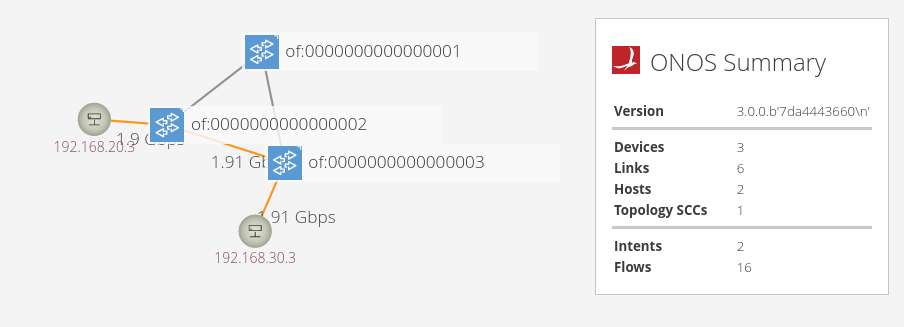 of:0000000000000001
of:0000000000000002
192.168.20.3
1.9 Gbps
1.91 Gb
of:0000000000000003
1.91 Gbps
192.168.30.3
ONOS Summary
Version 3.0.0.b'7da4443660\n'
Devices 3
Links 6
Hosts 2
Topology SCCs 1
Intents 2
Flows 16